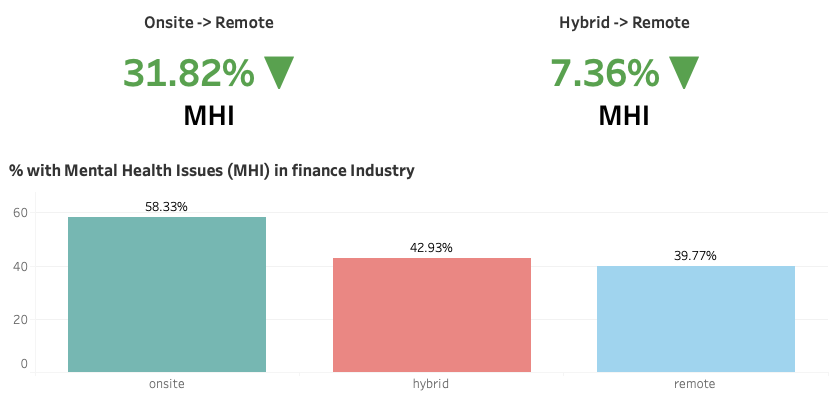 Onsite -> Remote
Hybrid -> Remote
31.82% ▼
7.36% ▼
MHI
MHI
% with Mental Health Issues (MHI) in finance Industry
60
40
20
0
58.33%
42.93%
39.77%
onsite
hybrid
remote